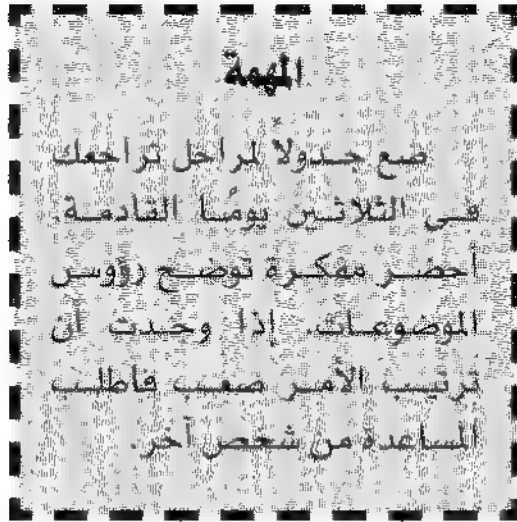 المهمة
ضع جدولاً لمراحل تراجعك
فى الثلاثين يومًا القادمة.
أحضر مفكرة توضح رؤوس
الموضوعات. إذا وجدت أن
ترتيب الأمر صعب فاطلب
المساعدة من شخص آخر.